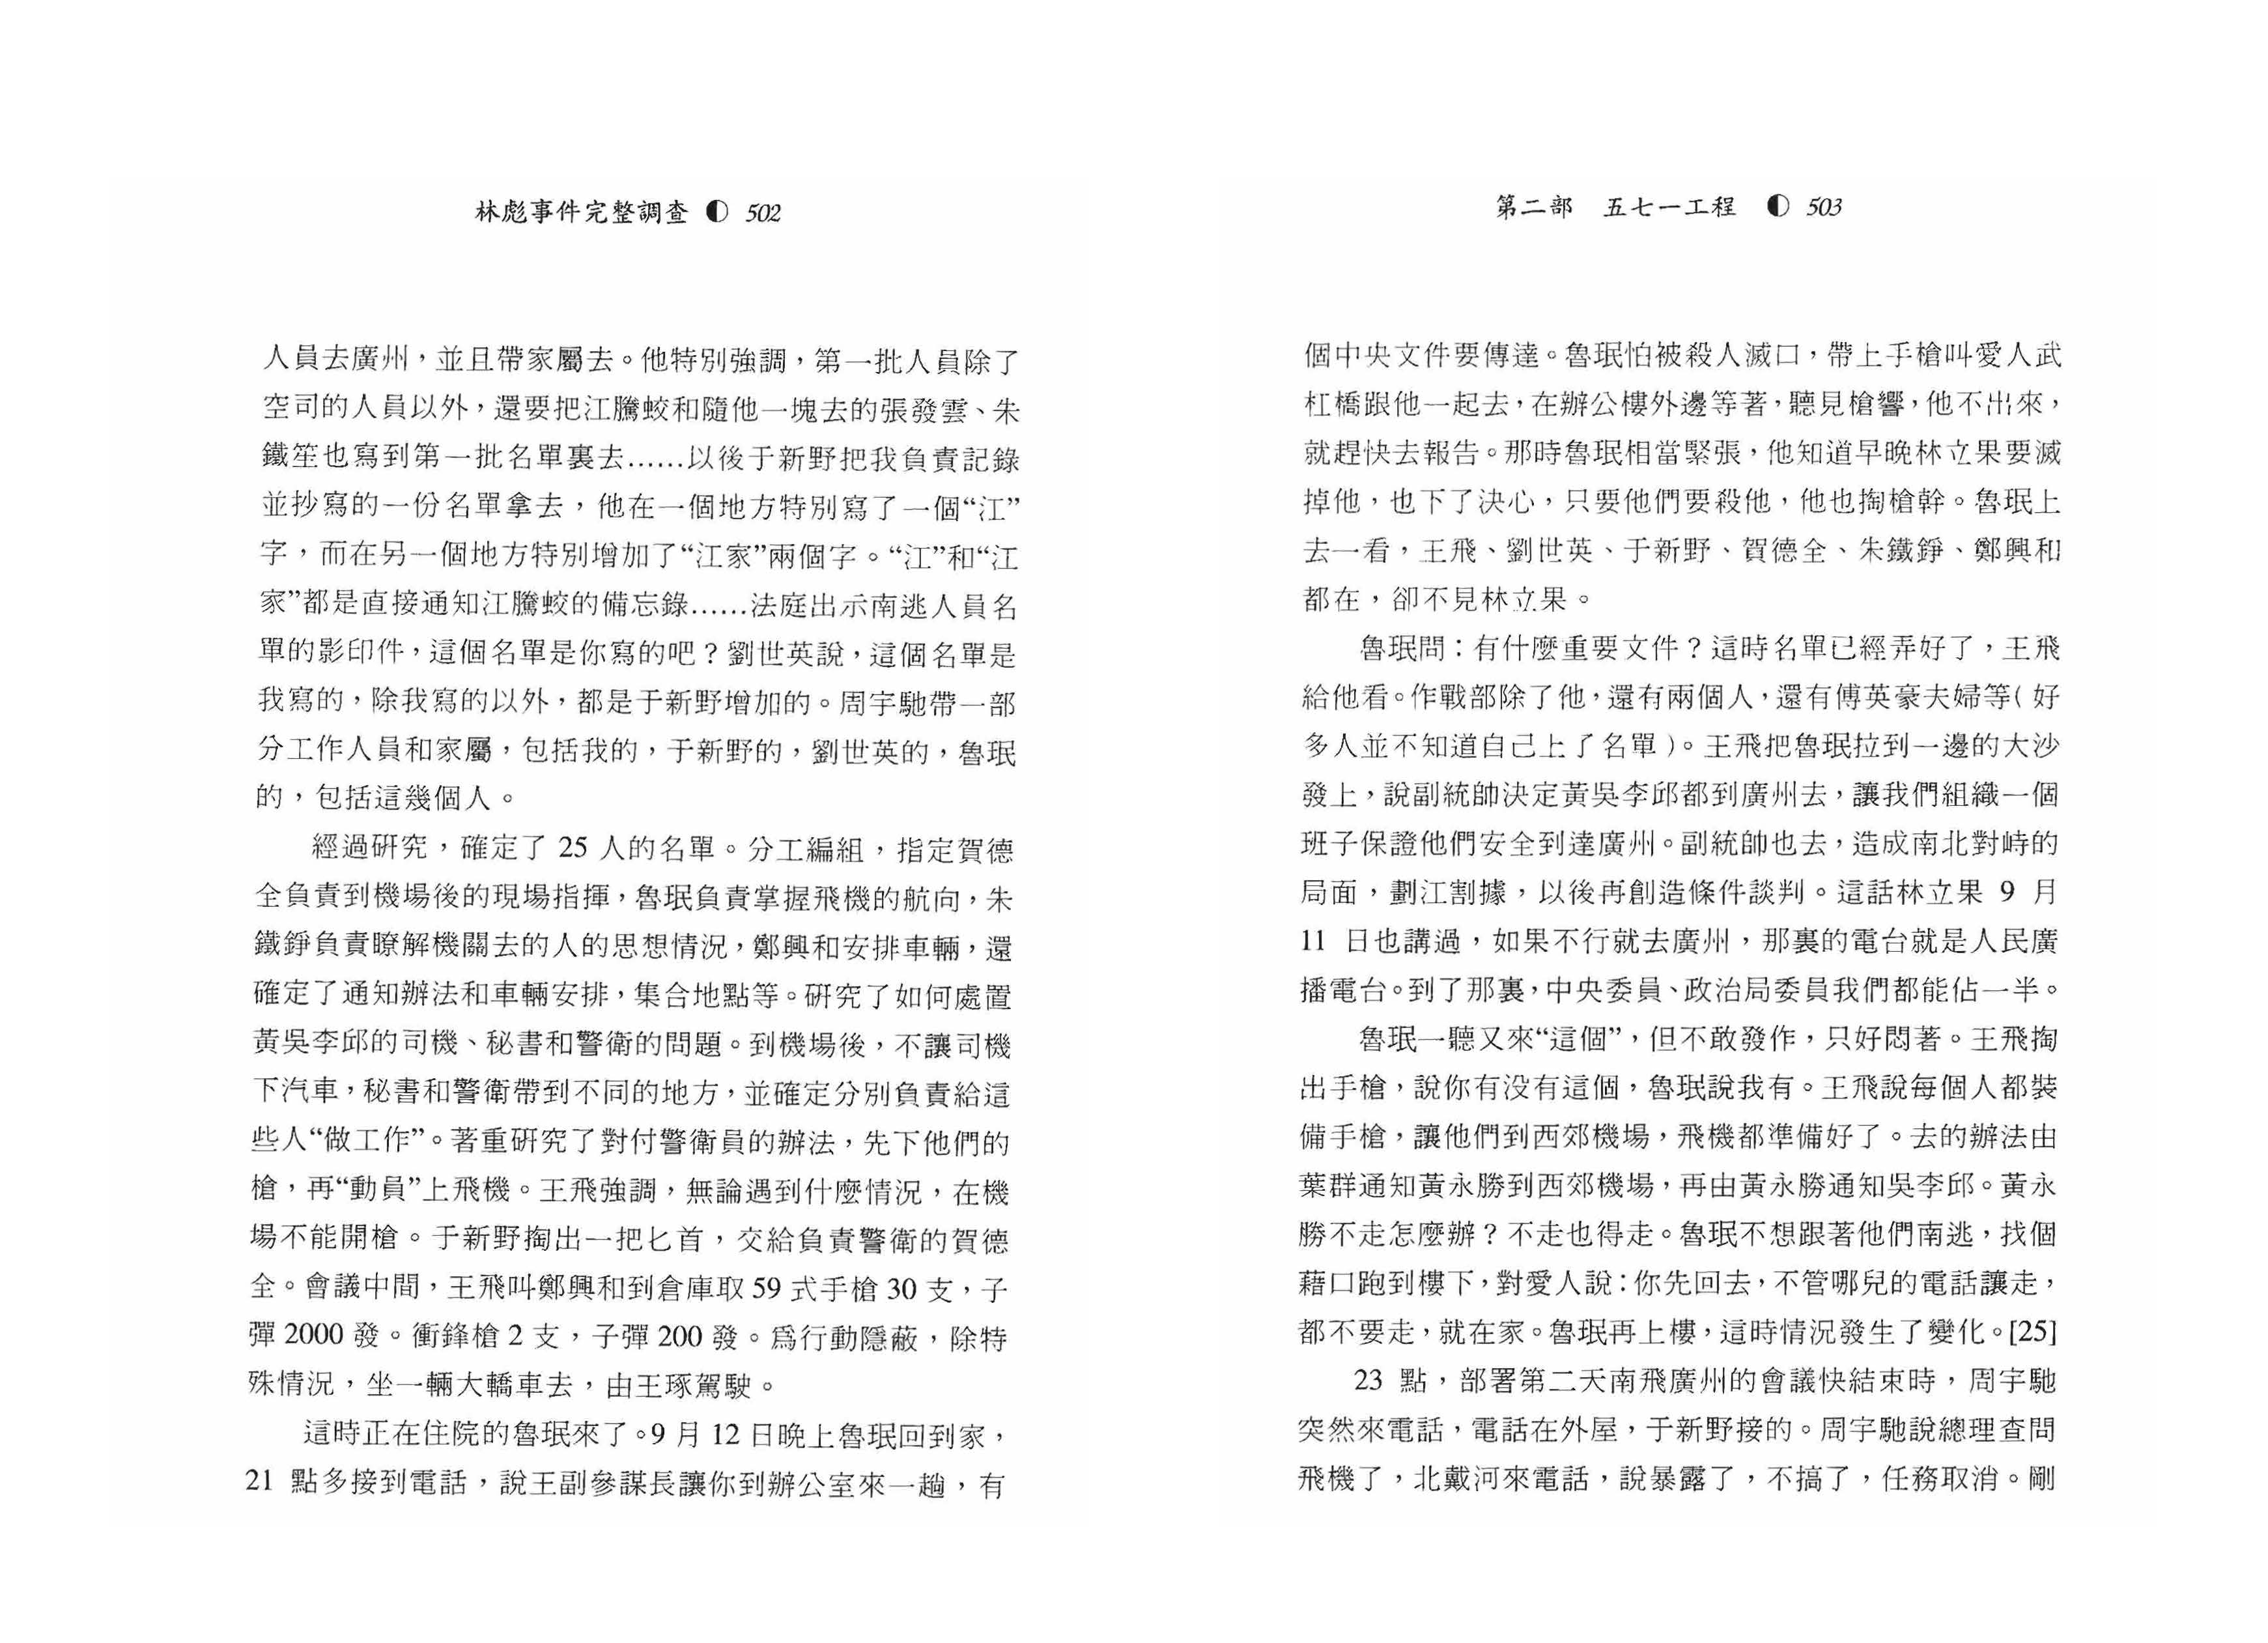 林彪事件完整調查 ◐ 502
人員去廣州，並且帶家屬去。他特別強調，第一批人員除了
空司的人員以外，還要把江騰蛟和隨他一塊去的張發雲、朱
鐵笙也寫到第一批名單裏去……以後于新野把我負責記錄
並抄寫的一份名單拿去，他在一個地方特別寫了一個“江”
字，而在另一個地方特別增加了“江家”兩個字。“江”和“江
家”都是直接通知江騰蛟的備忘錄……法庭出示南逃人員名
單的影印件，這個名單是你寫的吧？劉世英說，這個名單是
我寫的，除我寫的以外，都是于新野增加的。周宇馳帶一部
分工作人員和家屬，包括我的，于新野的，劉世英的，魯珉
的，包括這幾個人。
經過研究，確定了 25 人的名單。分工編組，指定賀德
全負責到機場後的現場指揮，魯珉負責掌握飛機的航向，朱
鐵錚負責瞭解機關去的人的思想情況，鄭興和安排車輛，還
確定了通知辦法和車輛安排，集合地點等。研究了如何處置
黃吳李邱的司機、秘書和警衛的問題。到機場後，不讓司機
下汽車，秘書和警衛帶到不同的地方，並確定分別負責給這
些人“做工作”。著重研究了對付警衛員的辦法，先下他們的
槍，再“動員”上飛機。王飛強調，無論遇到什麼情況，在機
場不能開槍。于新野掏出一把匕首，交給負責警衛的賀德
全。會議中間，王飛叫鄭興和到倉庫取 59 式手槍 30 支，子
彈 2000 發。衝鋒槍 2 支，子彈 200 發。爲行動隱蔽，除特
殊情況，坐一輛大轎車去，由王琢駕駛。
這時正在住院的魯珉來了。9 月 12 日晚上魯珉回到家，
21 點多接到電話，說王副參謀長讓你到辦公室來一趟，有
第二部 五七一工程 ◐ 503
個中央文件要傳達。魯珉怕被殺人滅口，帶上手槍叫愛人武
杠橋跟他一起去，在辦公樓外邊等著，聽見槍響，他不出來，
就趕快去報告。那時魯珉相當緊張，他知道早晚林立果要滅
掉他，也下了決心，只要他們要殺他，他也掏槍幹。魯珉上
去一看，王飛、劉世英、于新野、賀德全、朱鐵錚、鄭興和
都在，卻不見林立果。
魯珉問：有什麼重要文件？這時名單已經弄好了，王飛
給他看。作戰部除了他，還有兩個人，還有傅英豪夫婦等（好
多人並不知道自己上了名單）。王飛把魯珉拉到一邊的大沙
發上，說副統帥決定黃吳李邱都到廣州去，讓我們組織一個
班子保證他們安全到達廣州。副統帥也去，造成南北對峙的
局面，劃江割據，以後再創造條件談判。這話林立果 9 月
11 日也講過，如果不行就去廣州，那裏的電台就是人民廣
播電台。到了那裏，中央委員、政治局委員我們都能佔一半。
魯珉一聽又來“這個”，但不敢發作，只好悶著。王飛掏
出手槍，說你有没有這個，魯珉說我有。王飛說每個人都裝
備手槍，讓他們到西郊機場，飛機都準備好了。去的辦法由
葉群通知黃永勝到西郊機場，再由黃永勝通知吳李邱。黃永
勝不走怎麼辦？不走也得走。魯珉不想跟著他們南逃，找個
藉口跑到樓下，對愛人說：你先回去，不管哪兒的電話讓走，
都不要走，就在家。魯珉再上樓，這時情況發生了變化。[25]
23 點，部署第二天南飛廣州的會議快結束時，周宇馳
突然來電話，電話在外屋，于新野接的。周宇馳說總理查問
飛機了，北戴河來電話，說暴露了，不搞了，任務取消。剛